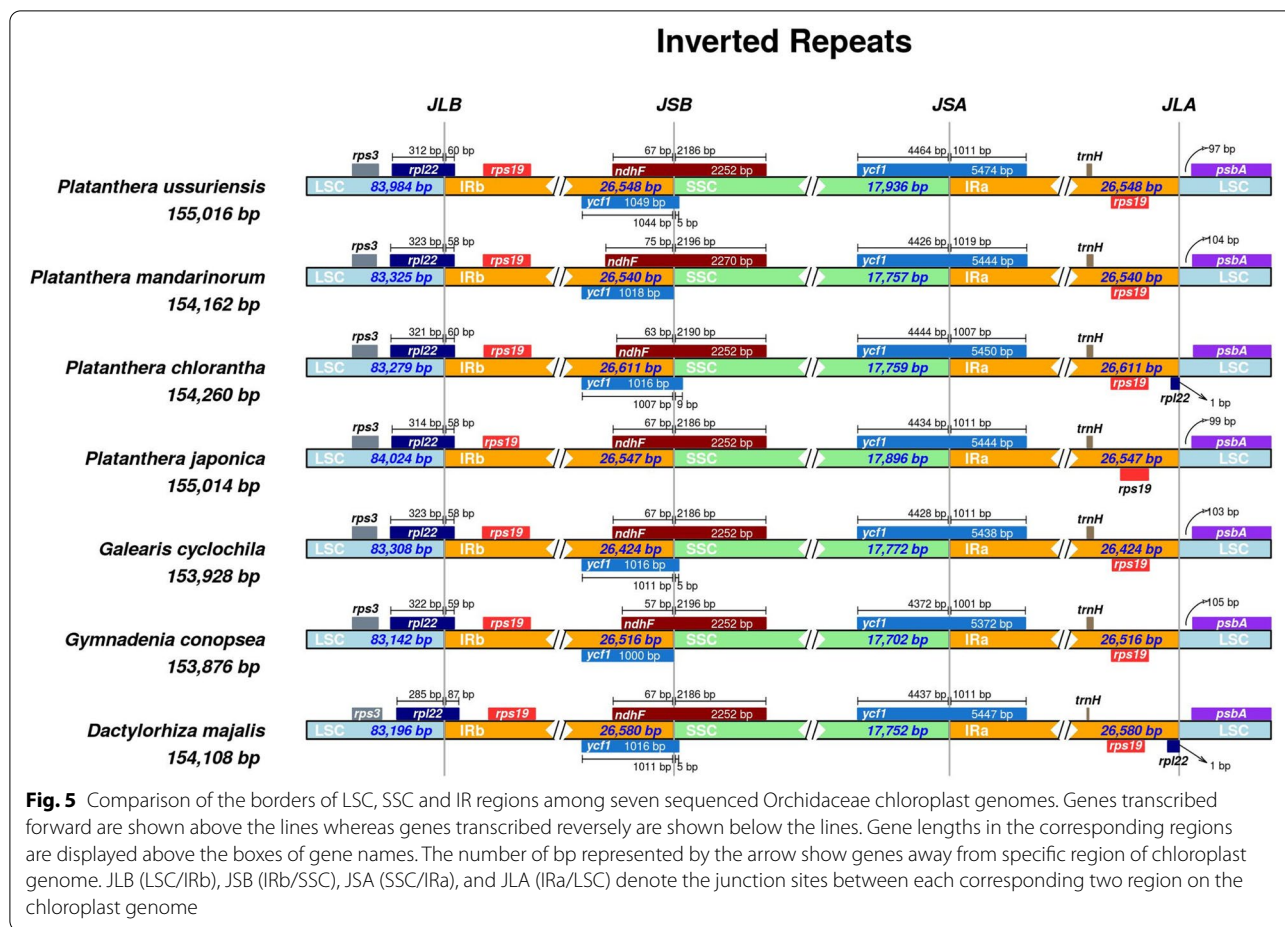 Inverted Repeats
JLB JSB JSA JLA
312 bp 60 bp 67 bp 2186 bp 4464 bp 1011 bp 97 bp
rps3 rpl22 rps19 ndhF 2252 bp ycf1 5474 bp trnH psbA
Platanthera ussuriensis LSC 83,984 bp IRb 26,548 bp SSC 17,936 bp IRa 26,548 bp LSC
155,016 bp ycf1 1049 bp rps19
1044 bp 5 bp
323 bp 58 bp 75 bp 2196 bp 4426 bp 1019 bp 104 bp
rps3 rpl22 rps19 ndhF 2270 bp ycf1 5444 bp trnH psbA
Platanthera mandarinorum LSC 83,325 bp IRb 26,540 bp SSC 17,757 bp IRa 26,540 bp LSC
154,162 bp ycf1 1018 bp rps19
321 bp 60 bp 63 bp 2190 bp 4444 bp 1007 bp
rps3 rpl22 rps19 ndhF 2252 bp ycf1 5450 bp trnH psbA
Platanthera chlorantha LSC 83,279 bp IRb 26,611 bp SSC 17,759 bp IRa 26,611 bp LSC
154,260 bp ycf1 1016 bp rps19 rpl22
1007 bp 9 bp 1 bp
314 bp 58 bp 67 bp 2186 bp 4434 bp 1011 bp 99 bp
rps3 rpl22 rps19 ndhF 2252 bp ycf1 5444 bp trnH psbA
Platanthera japonica LSC 84,024 bp IRb 26,547 bp SSC 17,896 bp IRa 26,547 bp LSC
155,014 bp rps19
323 bp 58 bp 67 bp 2186 bp 4428 bp 1011 bp 103 bp
rps3 rpl22 rps19 ndhF 2252 bp ycf1 5438 bp trnH psbA
Galearis cyclochila LSC 83,308 bp IRb 26,424 bp SSC 17,772 bp IRa 26,424 bp LSC
153,928 bp ycf1 1016 bp rps19
1011 bp 5 bp
322 bp 59 bp 57 bp 2196 bp 4372 bp 1001 bp 105 bp
rps3 rpl22 rps19 ndhF 2252 bp ycf1 5372 bp trnH psbA
Gymnadenia conopsea LSC 83,142 bp IRb 26,516 bp SSC 17,702 bp IRa 26,516 bp LSC
153,876 bp ycf1 1000 bp rps19
285 bp 87 bp 67 bp 2186 bp 4437 bp 1011 bp
rps3 rpl22 rps19 ndhF 2252 bp ycf1 5447 bp trnH psbA
Dactylorhiza majalis LSC 83,196 bp IRb 26,580 bp SSC 17,752 bp IRa 26,580 bp LSC
154,108 bp ycf1 1016 bp rps19 rpl22
1011 bp 5 bp 1 bp
Fig. 5 Comparison of the borders of LSC, SSC and IR regions among seven sequenced Orchidaceae chloroplast genomes. Genes transcribed
forward are shown above the lines whereas genes transcribed reversely are shown below the lines. Gene lengths in the corresponding regions
are displayed above the boxes of gene names. The number of bp represented by the arrow show genes away from specific region of chloroplast
genome. JLB (LSC/IRb), JSB (IRb/SSC), JSA (SSC/IRa), and JLA (IRa/LSC) denote the junction sites between each corresponding two region on the
chloroplast genome